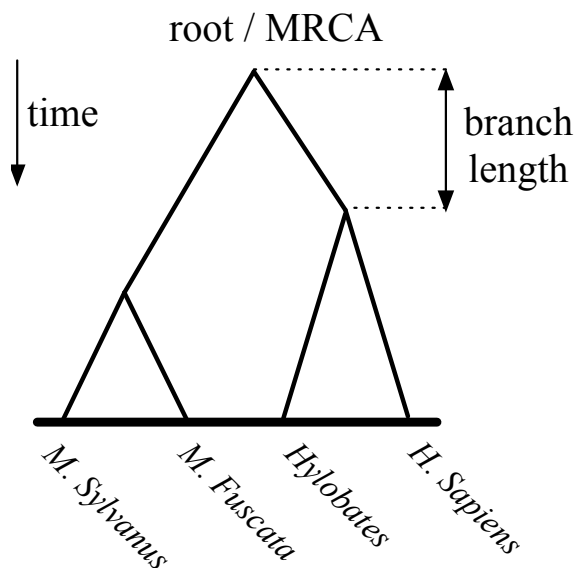 root / MRCA
time
branch
length
M. Sylvanus
M. Fuscata
Hylobates
H. Sapiens